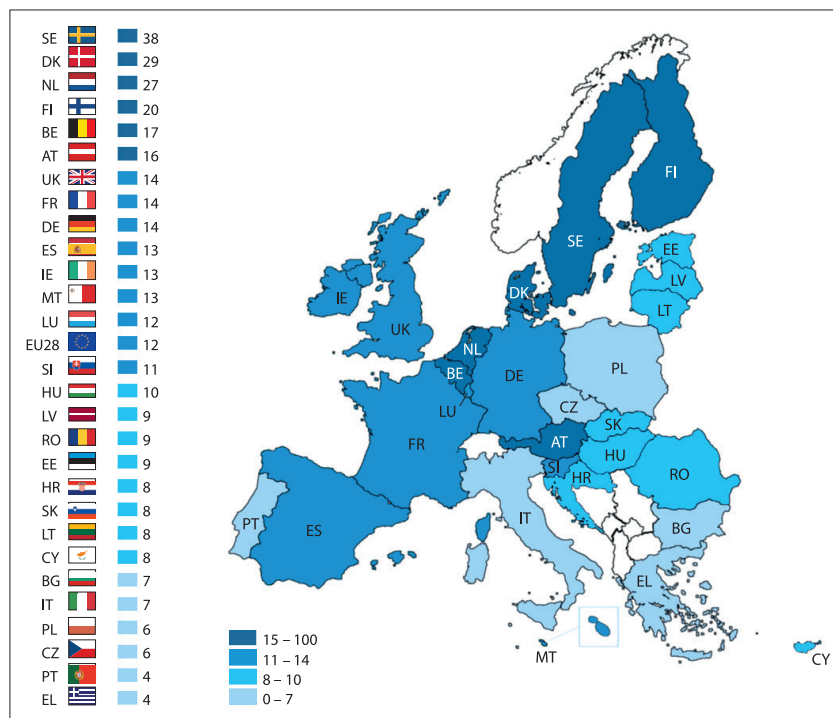 SE 38
DK 29
NL 27
FI 20
BE 17
AT 16
UK 14
FR 14
DE 14
ES 13
IE 13
MT 13
LU 12
EU28 12
SI 11
HU 10
LV 9
RO 9
EE 9
HR 8
SK 8
LT 8
CY 8
BG 7
IT 7
PL 6
CZ 6
PT 4
EL 4
FI
SE
EE
LV
LT
DK
IE
UK
NL
BE
DE
PL
LU
CZ
SK
FR
AT
HU
SI
HR
RO
PT
ES
IT
BG
EL
MT
CY
15 – 100
11 – 14
8 – 10
0 – 7